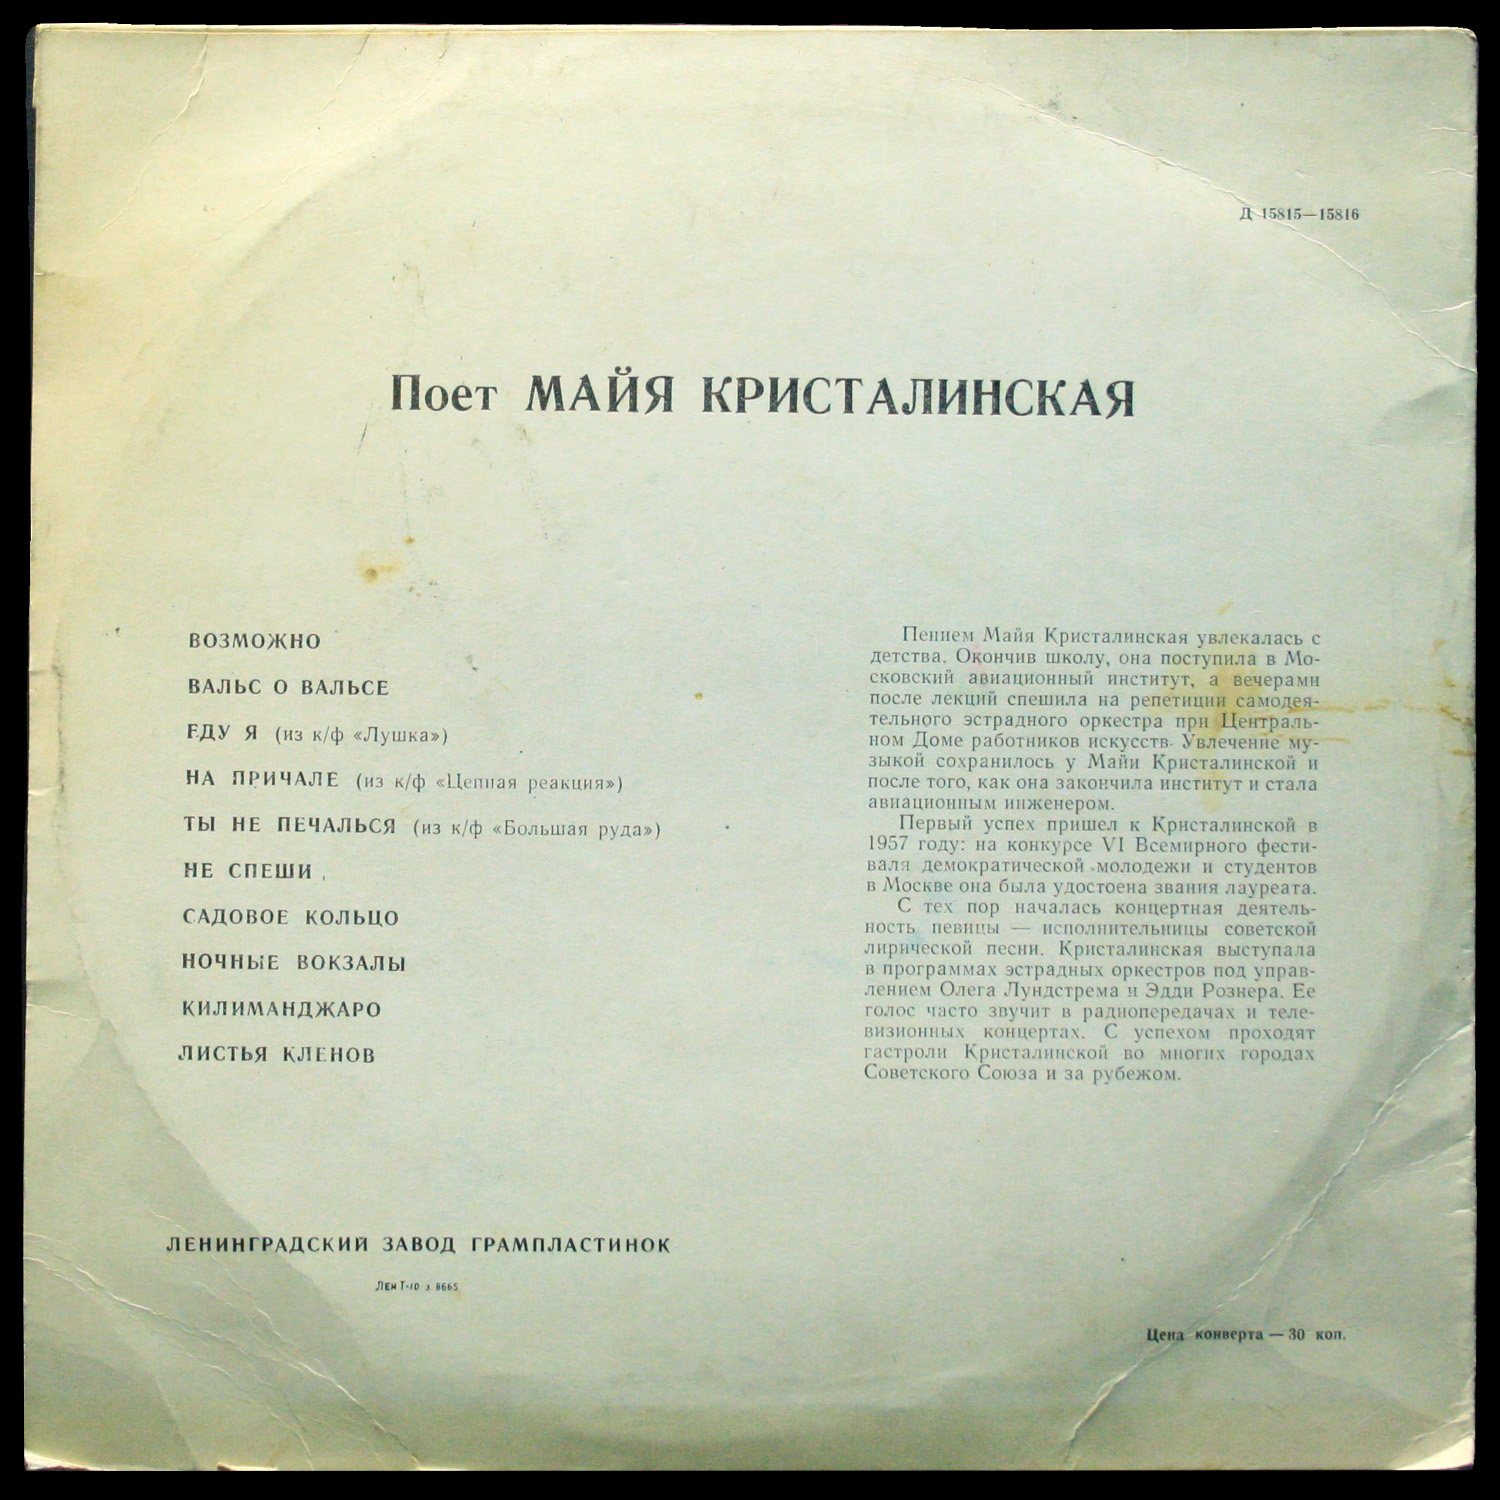 Д 15815—15816
Поет МАЙЯ КРИСТАЛИНСКАЯ
ВОЗМОЖНО
ВАЛЬС О ВАЛЬСЕ
ЕДУ Я (из к/ф «Лушка»)
НА ПРИЧАЛЕ (из к/ф «Цепная реакция»)
ТЫ НЕ ПЕЧАЛЬСЯ (из к/ф «Большая руда»)
НЕ СПЕШИ
САДОВОЕ КОЛЬЦО
НОЧНЫЕ ВОКЗАЛЫ
КИЛИМАНДЖАРО
ЛИСТЬЯ КЛЕНОВ
Пением Майя Кристалинская увлекалась с
детства. Окончив школу, она поступила в Мо-
сковский авиационный институт, а вечерами
после лекций спешила на репетиции самодея-
тельного эстрадного оркестра при Централь-
ном Доме работников искусств. Увлечение му-
зыкой сохранилось у Майи Кристалинской и
после того, как она закончила институт и стала
авиационным инженером.
Первый успех пришел к Кристалинской в
1957 году: на конкурсе VI Всемирного фести-
валя демократической молодежи и студентов
в Москве она была удостоена звания лауреата.
С тех пор началась концертная деятель-
ность певицы — исполнительницы советской
лирической песни. Кристалинская выступала
в программах эстрадных оркестров под управ-
лением Олега Лундстрема и Эдди Рознера. Ее
голос часто звучит в радиопередачах и теле-
визионных концертах. С успехом проходят
гастроли Кристалинской во многих городах
Советского Союза и за рубежом.
ЛЕНИНГРАДСКИЙ ЗАВОД ГРАМПЛАСТИНОК
ЛЕН Т-10 з 8665
Цена конверта — 30 коп.